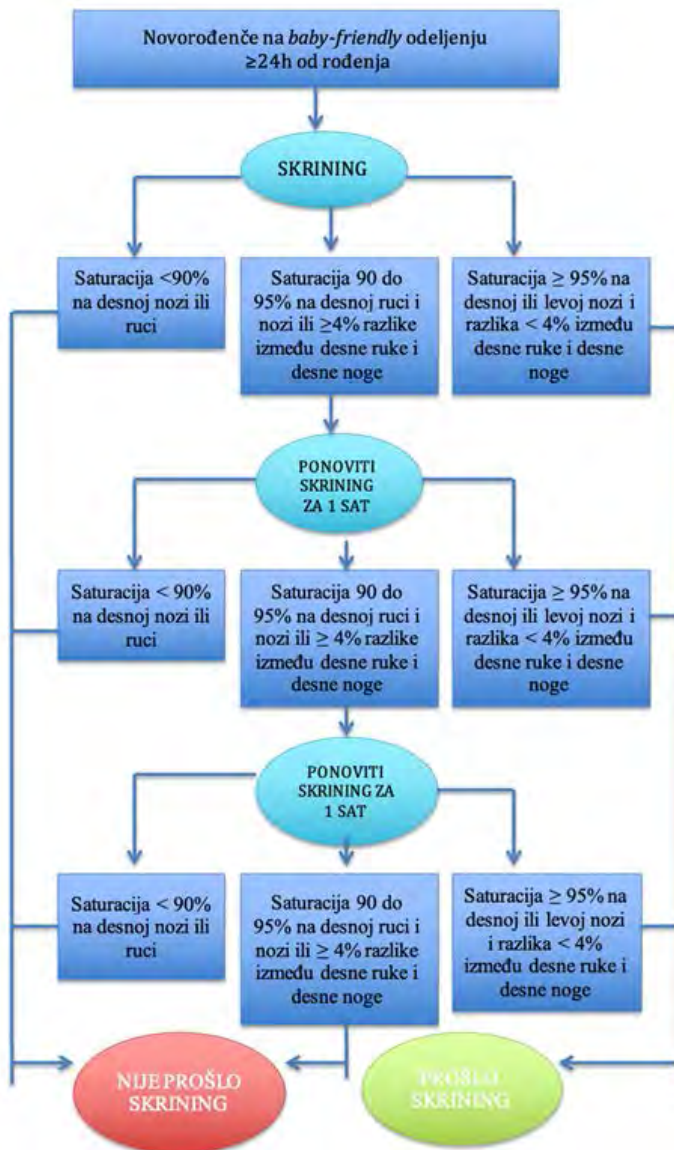 Novorođenče na baby-friendly odeljenju
≥24h od rođenja
SKRINING
Saturacija <90%
na desnoj nozi ili
ruci
Saturacija 90 do
95% na desnoj ruci i
nozi ili ≥4% razlike
između desne ruke i
desne noge
Saturacija ≥ 95% na
desnoj ili levoj nozi i
razlika < 4% između
desne ruke i desne
noge
PONOVITI
SKRINING
ZA 1 SAT
Saturacija < 90%
na desnoj nozi ili
ruci
Saturacija 90 do
95% na desnoj ruci i
nozi ili ≥ 4% razlike
između desne ruke i
desne noge
Saturacija ≥ 95% na
desnoj ili levoj nozi i
razlika < 4% između
desne ruke i desne
noge
PONOVITI
SKRINING ZA
1 SAT
Saturacija < 90%
na desnoj nozi ili
ruci
Saturacija 90 do
95% na desnoj ruci i
nozi ili ≥ 4% razlike
između desne ruke i
desne noge
Saturacija ≥ 95% na
desnoj ili levoj nozi
i razlika < 4%
između desne ruke i
desne noge
NIJE PROŠLO
SKRINING
PROŠLO
SKRINING